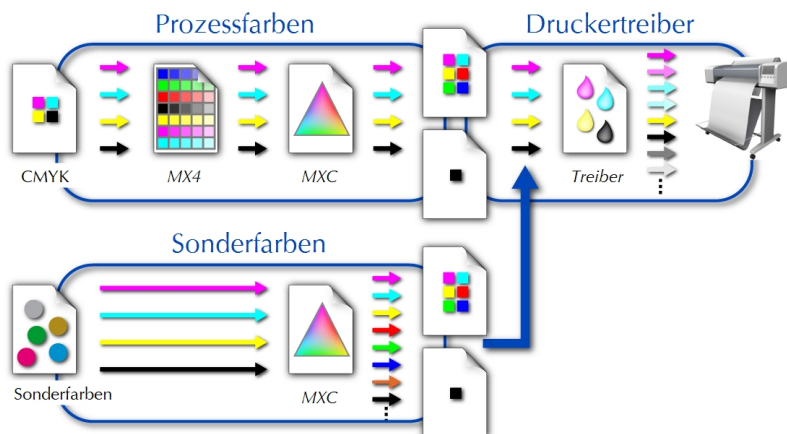 Prozessfarben
Druckertreiber
CMYK
MX4
MXC
Treiber
Sonderfarben
Sonderfarben
MXC